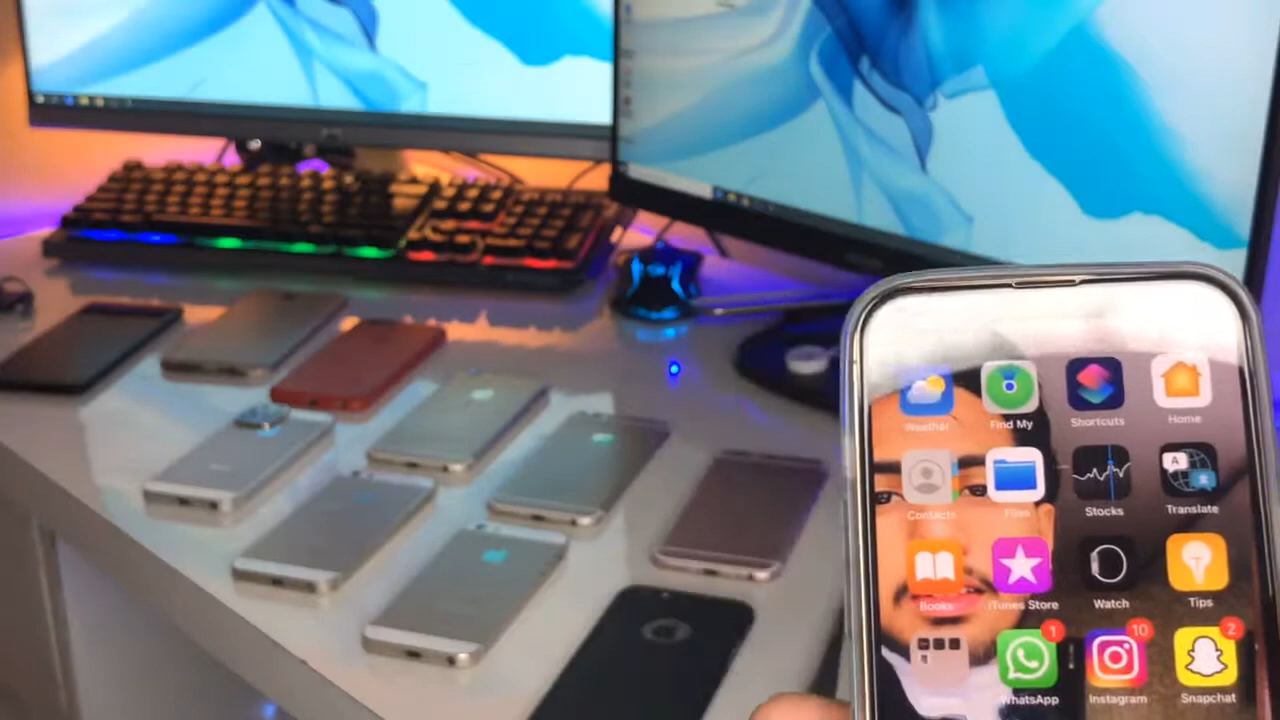 Weather Find My Shortcuts Home
Contacts Files Stocks Translate
A
Books iTunes Store Watch Tips
1 10 2
WhatsApp Instagram Snapchat